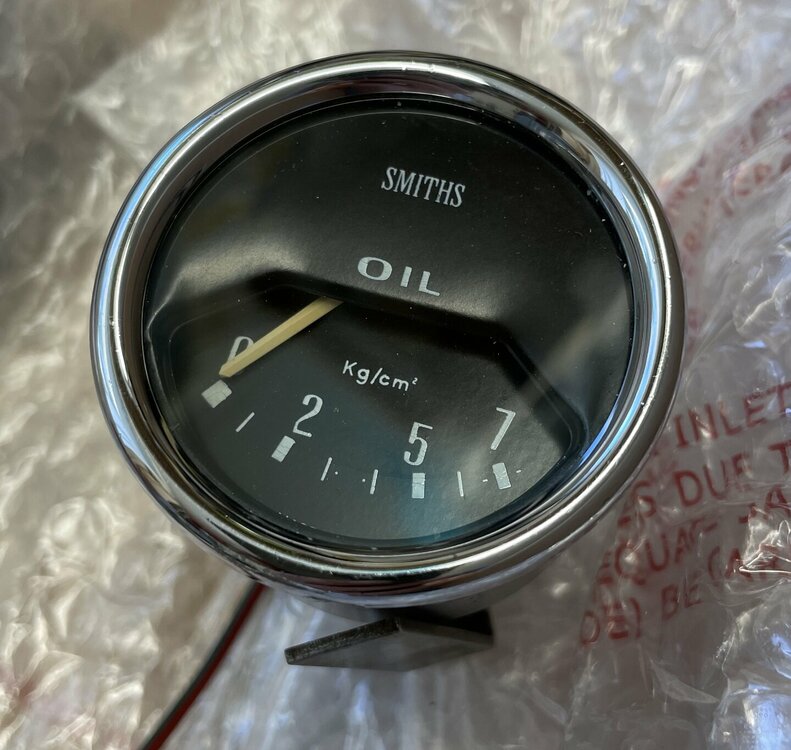 SMITHS
OIL
Kg/cm²
0 2 5 7
INLET
DUE